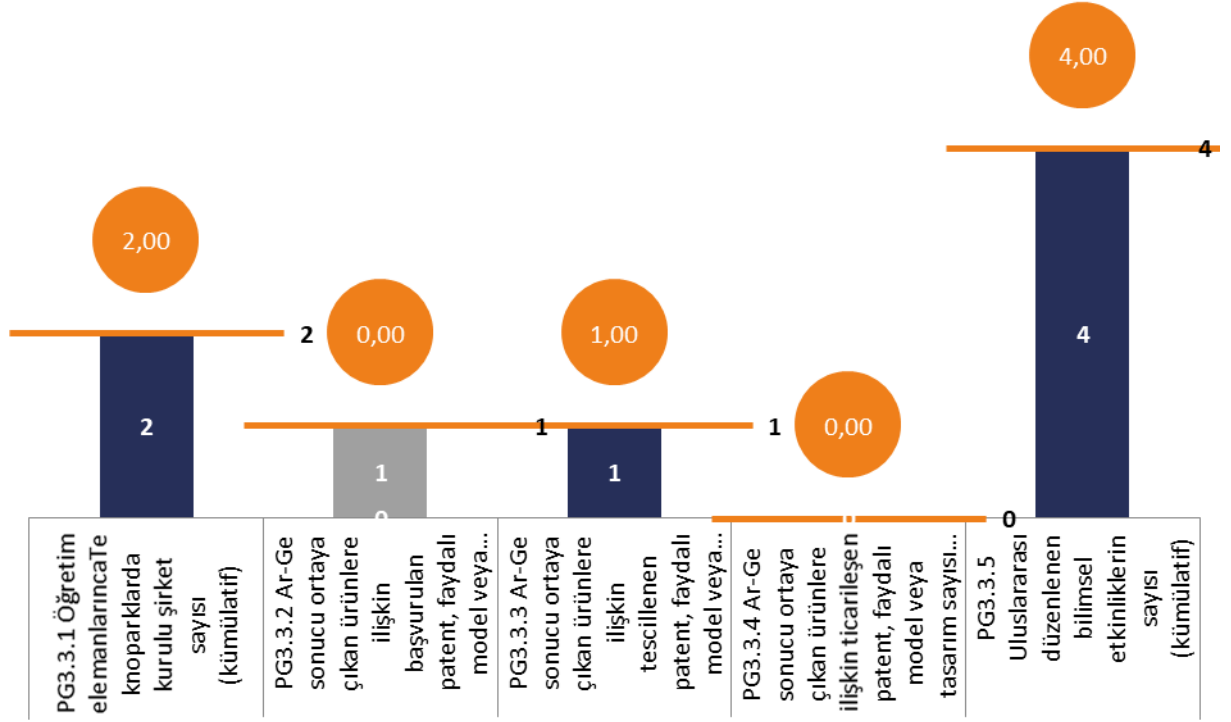 4,00
4
2,00
2
0,00
1,00
1
1
0,00
4
2
1
1
0
0
0
PG3.3.1 Öğretim
elemanlarıncaTe
knoparklarda
kurulu şirket
sayısı
(kümülatif)
PG3.3.2 Ar-Ge
sonucu ortaya
çıkan ürünlere
ilişkin
başvurulan
patent, faydalı
model veya...
PG3.3.3 Ar-Ge
sonucu ortaya
çıkan ürünlere
ilişkin
tescillenen
patent, faydalı
model veya...
PG3.3.4 Ar-Ge
sonucu ortaya
çıkan ürünlere
ilişkin ticarileşen
patent, faydalı
model veya
tasarım sayısı...
PG3.3.5
Uluslararası
düzenlenen
bilimsel
etkinliklerin
sayısı
(kümülatif)